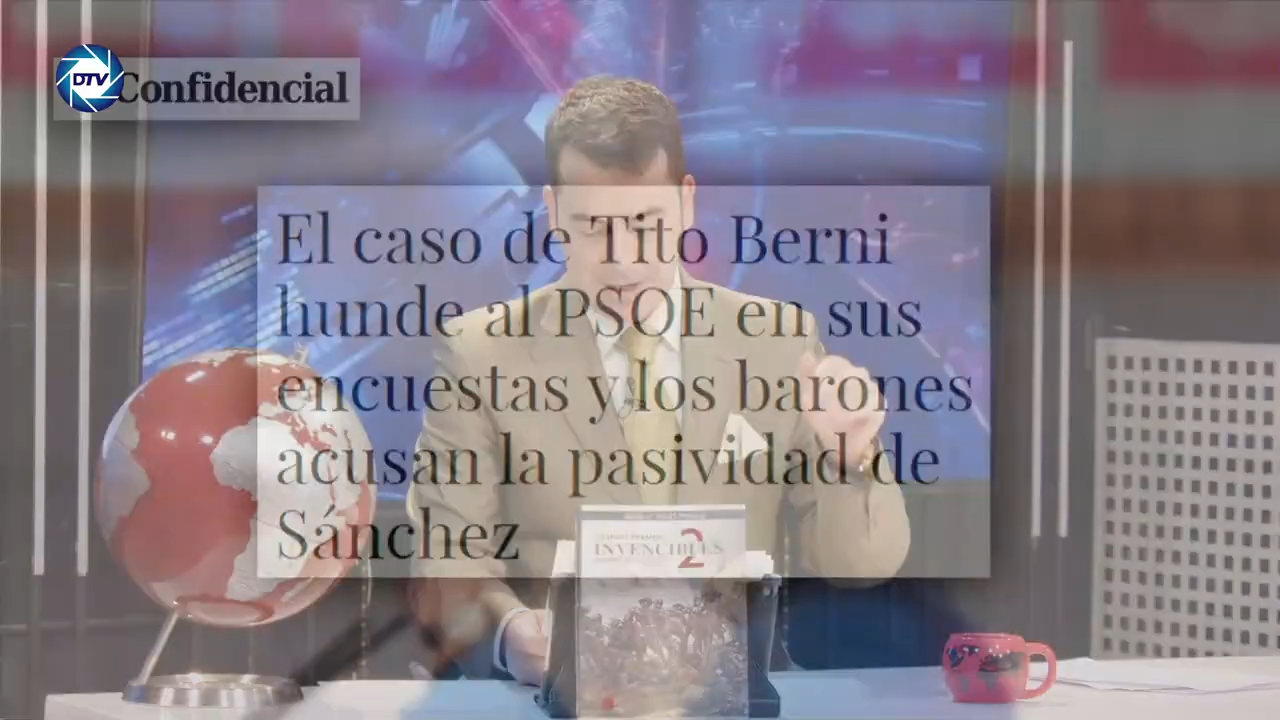 DTV
Confidencial
El caso de Tito Berni
hunde al PSOE en sus
encuestas y los barones
acusan la pasividad de
Sánchez
INVENCIBLES
2